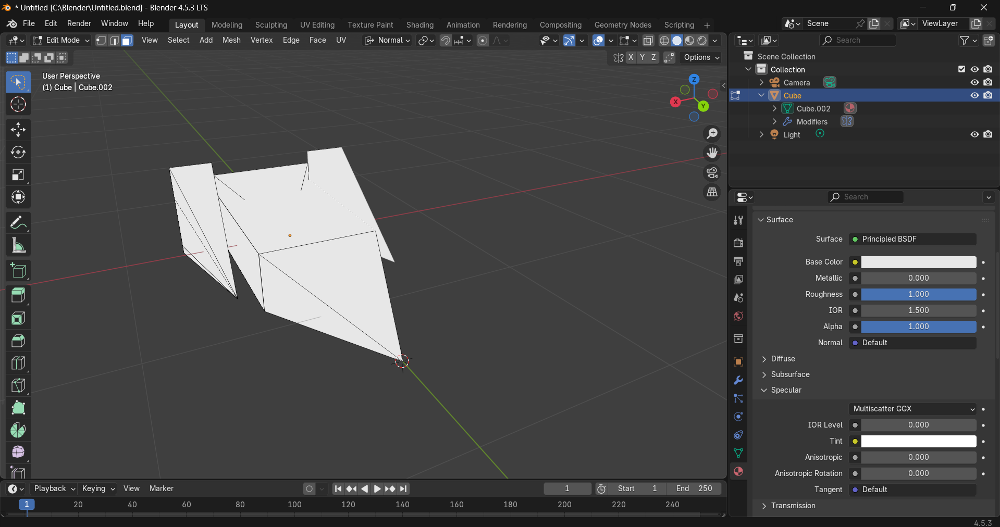 * Untitled [C:\Blender\Untitled.blend] - Blender 4.5.3 LTS
File Edit Render Window Help Layout Modeling Sculpting UV Editing Texture Paint Shading Animation Rendering Compositing Geometry Nodes Scripting + Scene ViewLayer
Edit Mode View Select Add Mesh Vertex Edge Face UV Normal
X Y Z Options
User Perspective
(1) Cube | Cube.002
Z
X
Y
Search
Scene Collection
Collection
Camera
Cube
Cube.002
Modifiers
Light
Search
Surface
Surface Principled BSDF
Base Color
Metallic 0.000
Roughness 1.000
IOR 1.500
Alpha 1.000
Normal Default
Diffuse
Subsurface
Specular
Multiscatter GGX
IOR Level 0.000
Tint
Anisotropic 0.000
Anisotropic Rotation 0.000
Tangent Default
Transmission
Playback Keying View Marker 1 Start 1 End 250
1 20 40 60 80 100 120 140 160 180 200 220 240
4.5.3